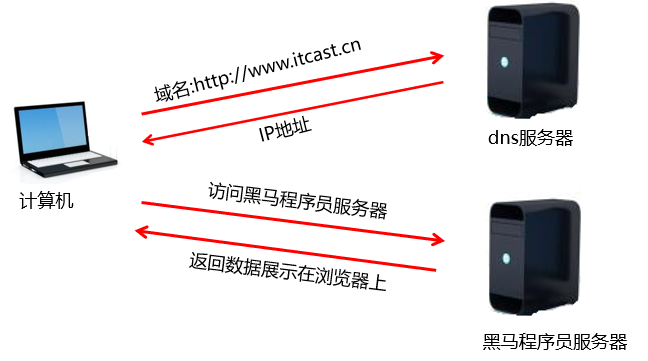 域名:http://www.itcast.cn
IP地址
dns服务器
计算机
访问黑马程序员服务器
返回数据展示在浏览器上
黑马程序员服务器